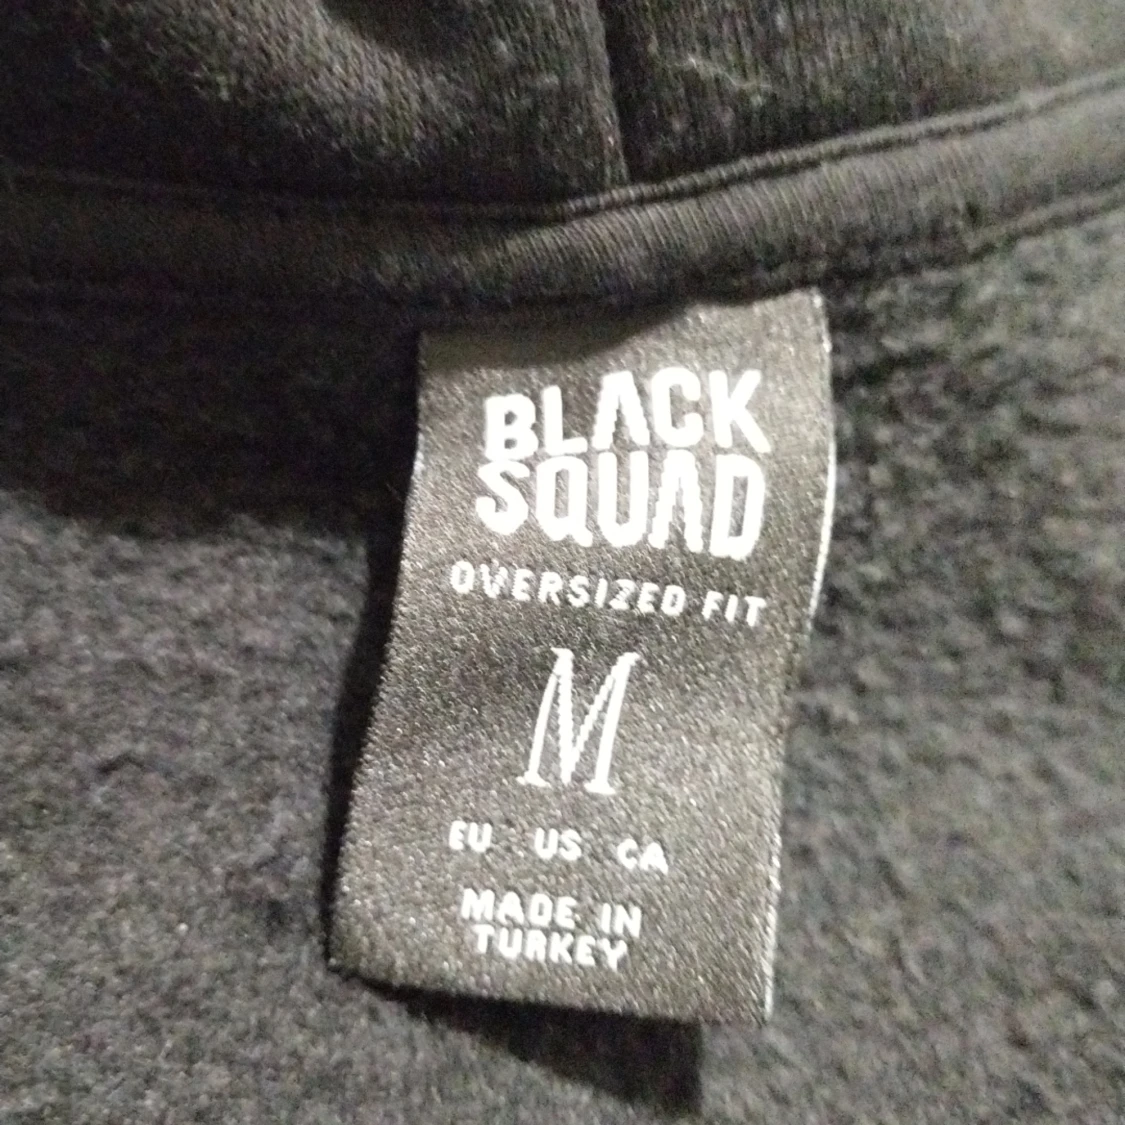 BLACK
SQUAD
OVERSIZED FIT
M
EU US CA
MADE IN
TURKEY